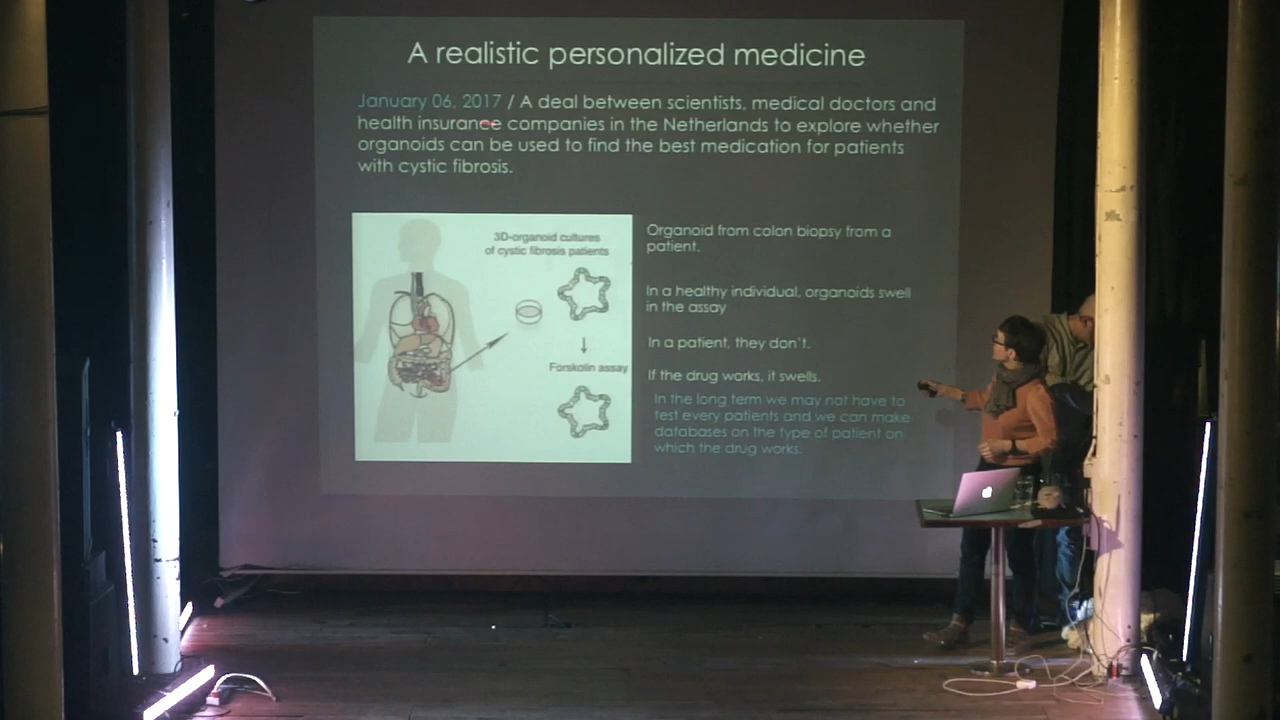 A realistic personalized medicine
January 06, 2017 / A deal between scientists, medical doctors and
health insurance companies in the Netherlands to explore whether
organoids can be used to find the best medication for patients
with cystic fibrosis.
3D-organoid cultures
of cystic fibrosis patients
Forskolin assay
Organoid from colon biopsy from a
patient.
In a healthy individual, organoids swell
in the assay
In a patient, they don't.
If the drug works, it swells.
In the long term we may not have to
test every patients and we can make
databases on the type of patient on
which the drug works.